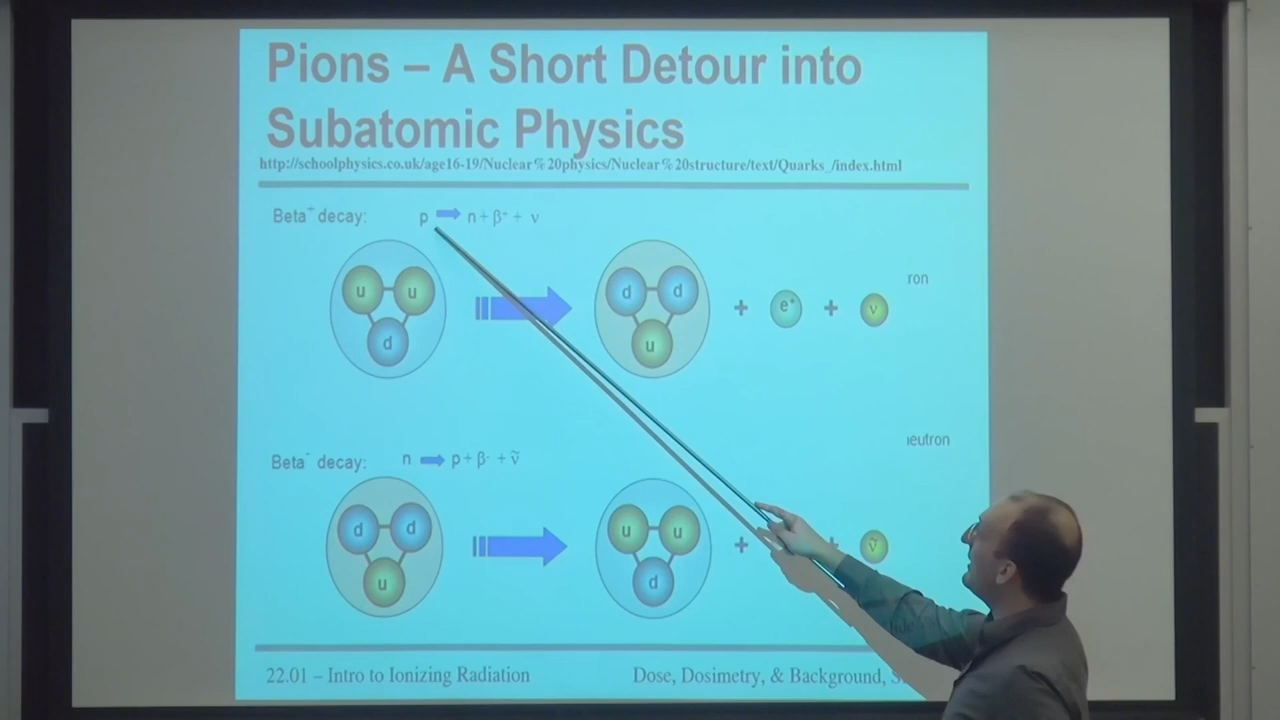 Pions – A Short Detour into
Subatomic Physics
http://schoolphysics.co.uk/age16-19/Nuclear%20physics/Nuclear%20structure/text/Quarks_/index.html
Beta⁺ decay: p n + β⁺ + ν
ron
u u d d
+ e⁺ + ν
d u
eutron
Beta⁻ decay: n p + β⁻ + ν̃
d d u u
+ + ν̃
u d
22.01 – Intro to Ionizing Radiation Dose, Dosimetry, & Background, S